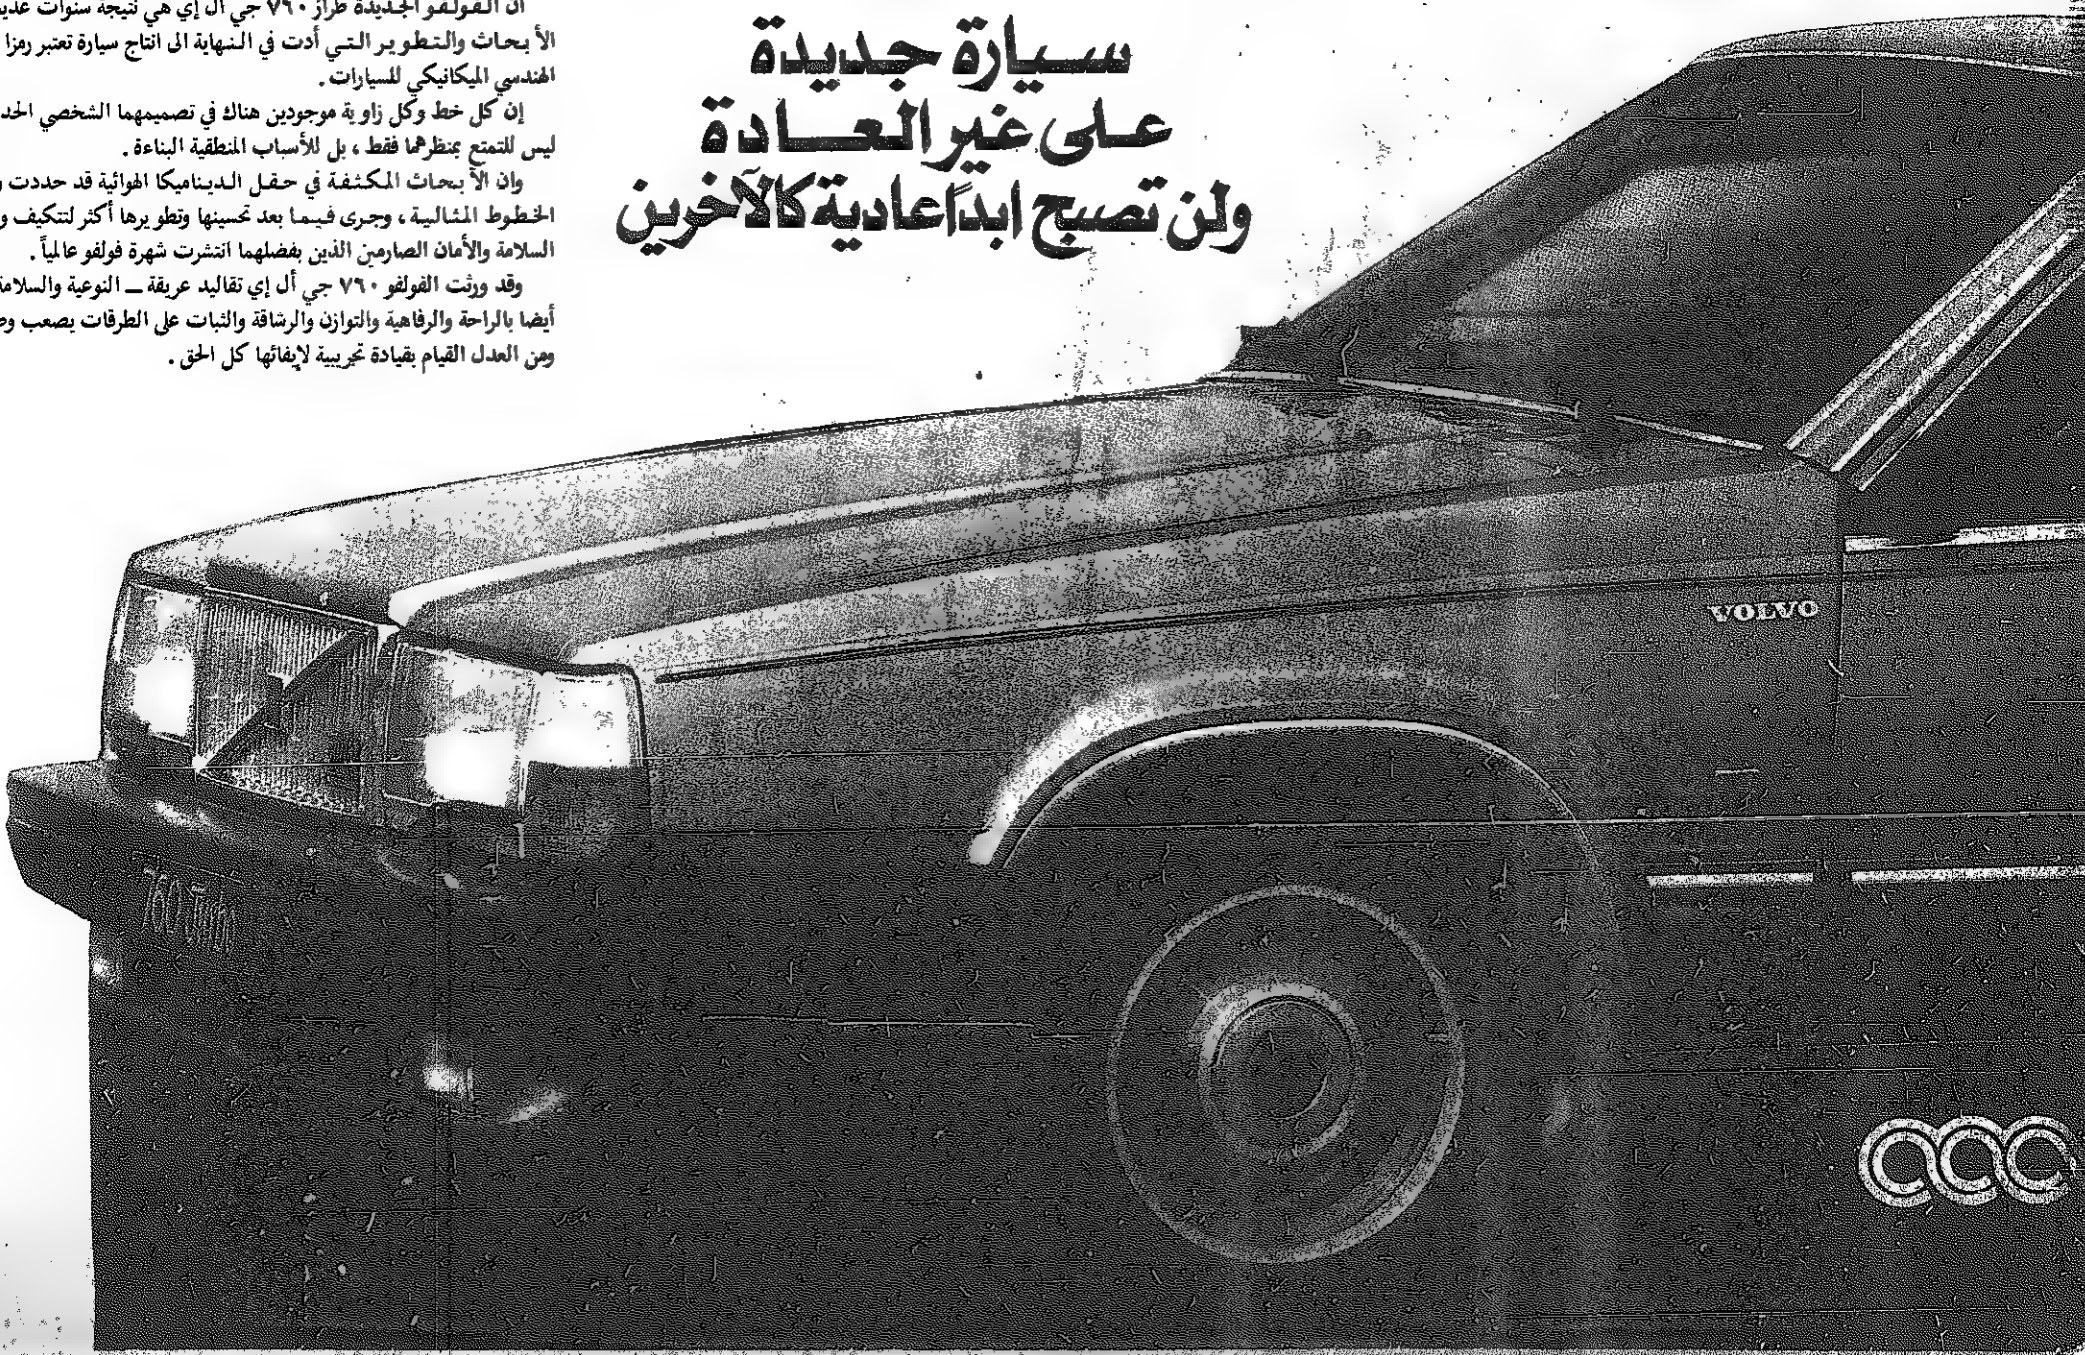 سيارة جديدة
على غير العادة
ولن تصبح ابداً عادية كالآخرين
ان الفولفو الجديدة طراز ٧٦٠ جي ال إي هي نتيجة سنوات
الأبحاث والتطوير التي أدت في النهاية الى انتاج سيارة تعتبر رمزا
الهندسي الميكانيكي للسيارات .
إن كل خط وكل زاوية موجودين هناك في تصميمهما الشخصي
ليس للتمتع بمنظرهما فقط ، بل للأسباب المنطقية البناءة .
وان الأبحاث المكثفة في حقل الديناميكا الهوائية قد حددت
الخطوط المثالية ، وجرى فيما بعد تحسينها وتطويرها أكثر لتتكيف
السلامة والأمان الصارمين الذين بفضلهما انتشرت شهرة فولفو عالمياً .
وقد ورثت الفولفو ٧٦٠ جي أل إي تقاليد عريقة ــ النوعية والسلامة
أيضا بالراحة والرفاهية والتوازن والرشاقة والثبات على الطرقات يصعب
ومن العدل القيام بقيادة تجريبية لإيفائها كل الحق .
VOLVO